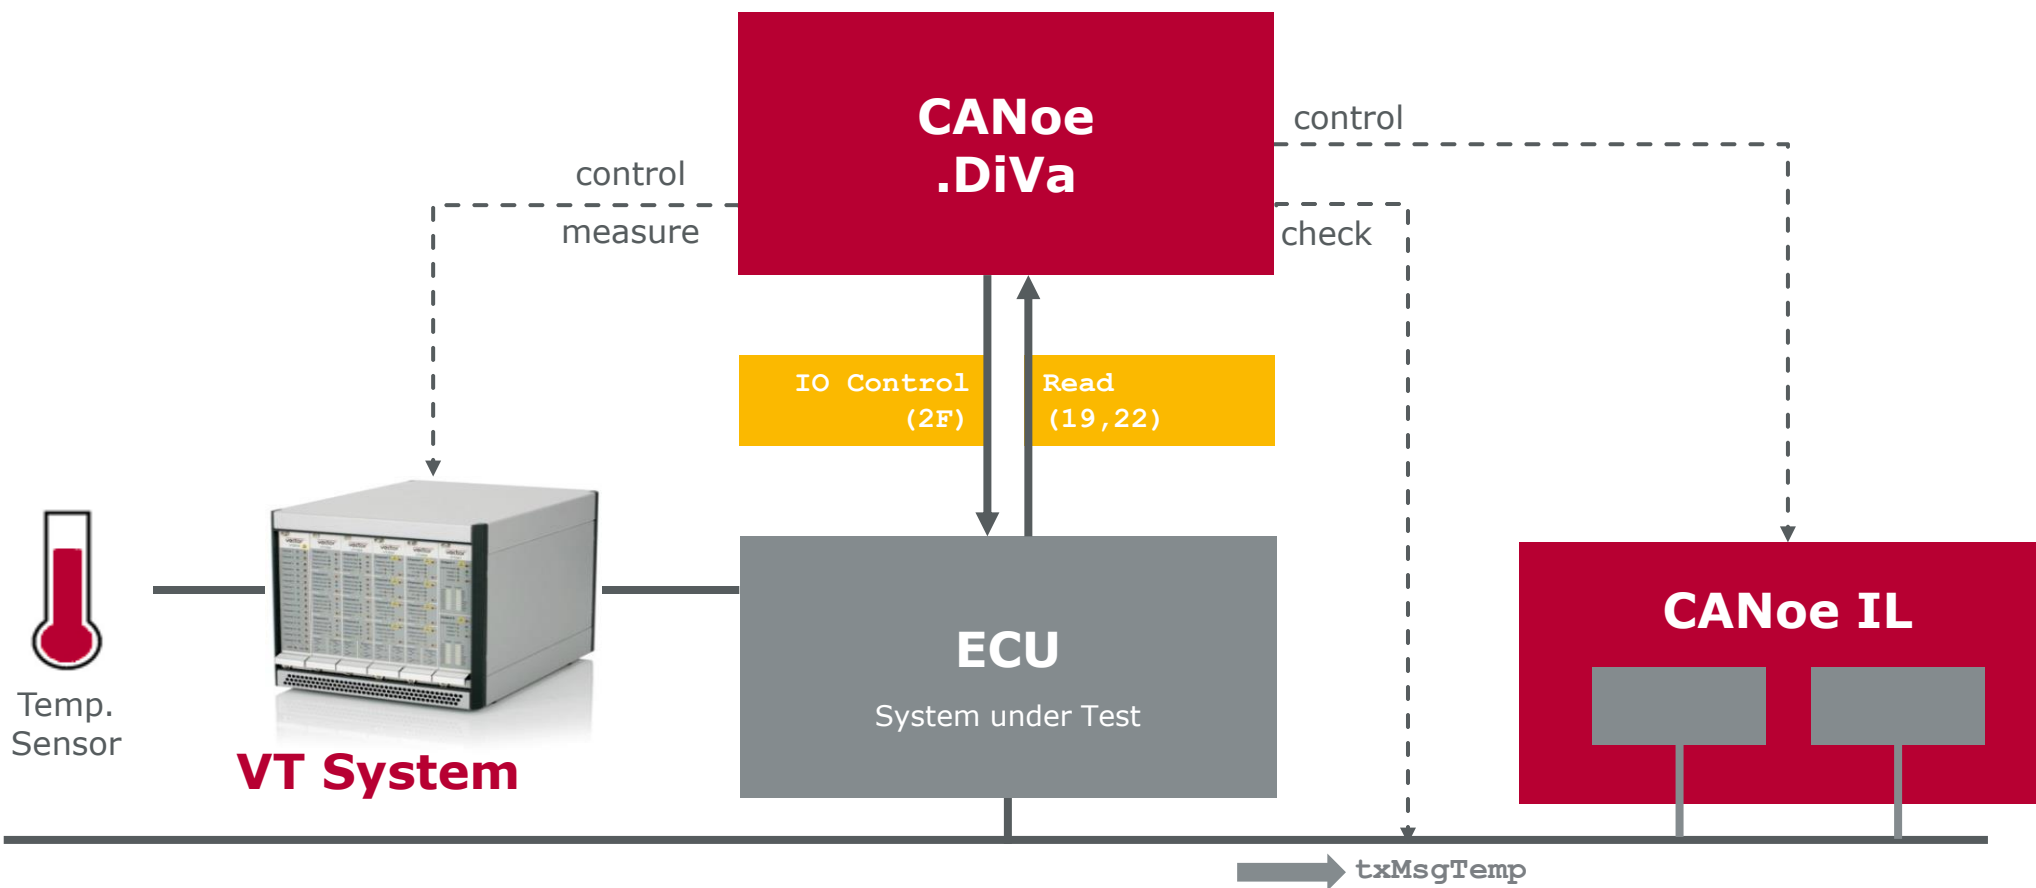 CANoe
.DiVa
control
control
measure
check
IO Control
(2F)
Read
(19,22)
Temp.
Sensor
VT System
ECU
System under Test
CANoe IL
txMsgTemp